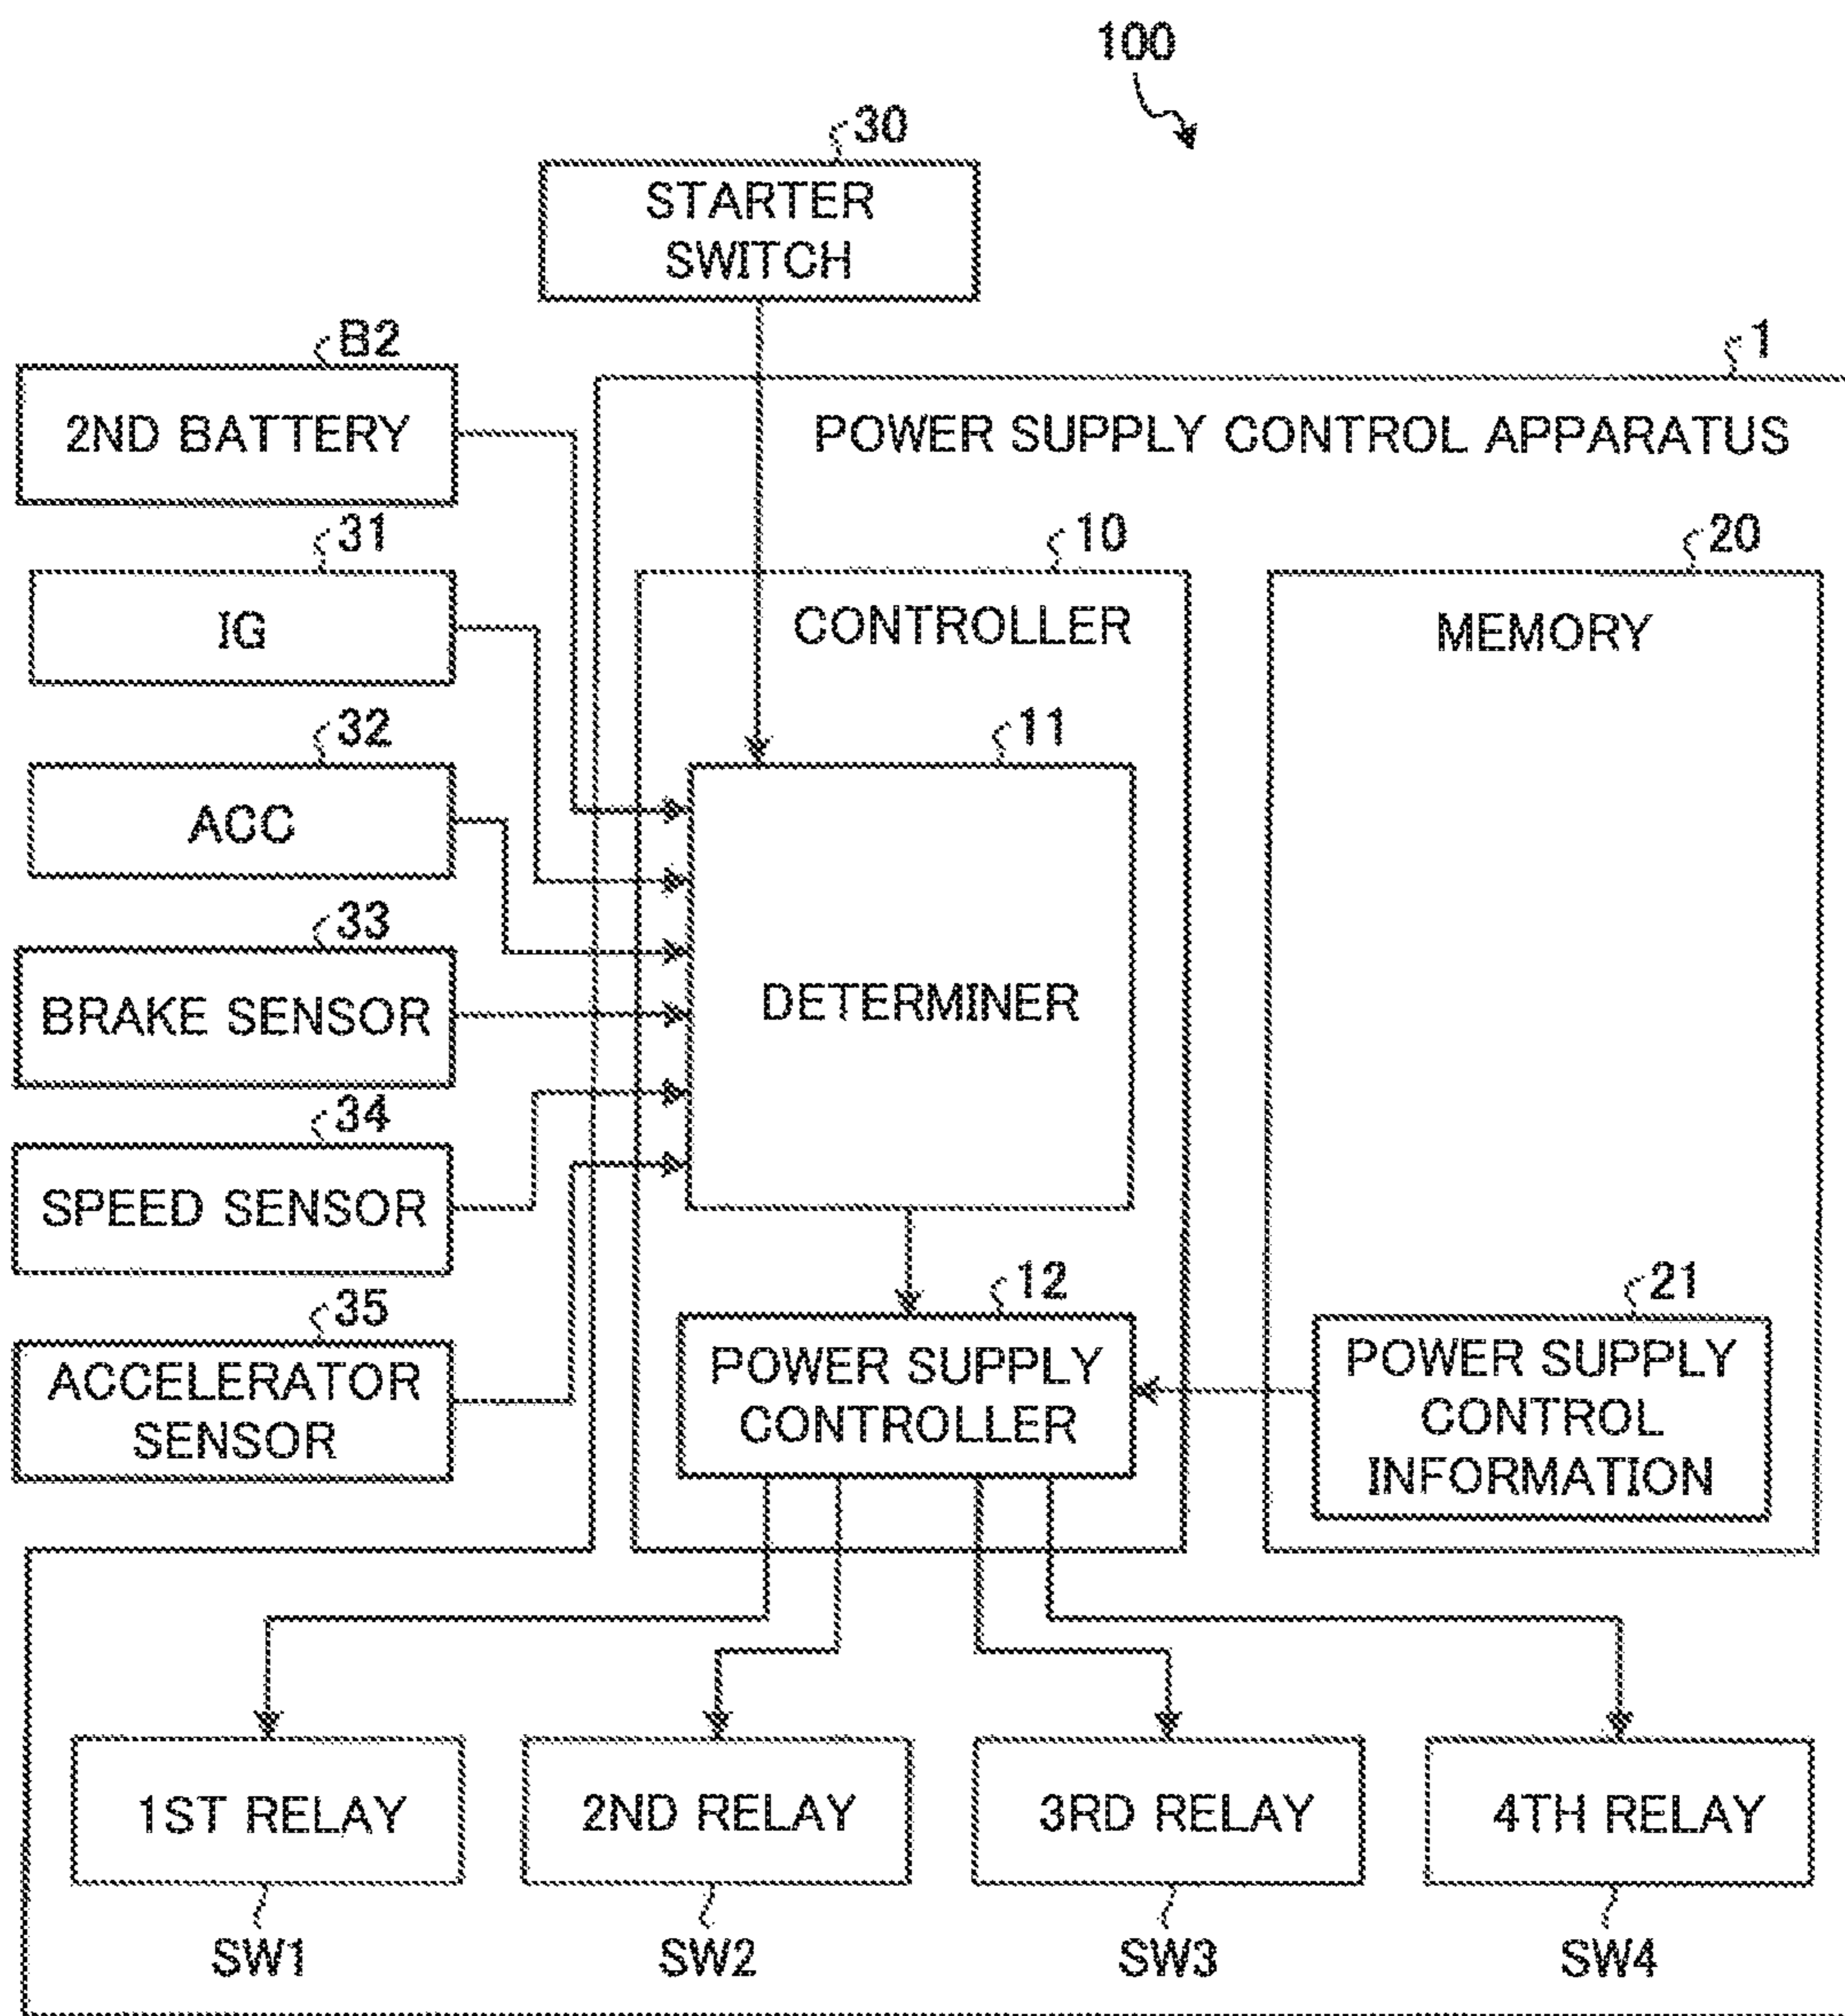 100
30
STARTER
SWITCH
B2
2ND BATTERY
1
POWER SUPPLY CONTROL APPARATUS
31
IG
10
CONTROLLER
20
MEMORY
32
ACC
11
DETERMINER
33
BRAKE SENSOR
34
SPEED SENSOR
35
ACCELERATOR
SENSOR
12
POWER SUPPLY
CONTROLLER
21
POWER SUPPLY
CONTROL
INFORMATION
1ST RELAY
2ND RELAY
3RD RELAY
4TH RELAY
SW1
SW2
SW3
SW4